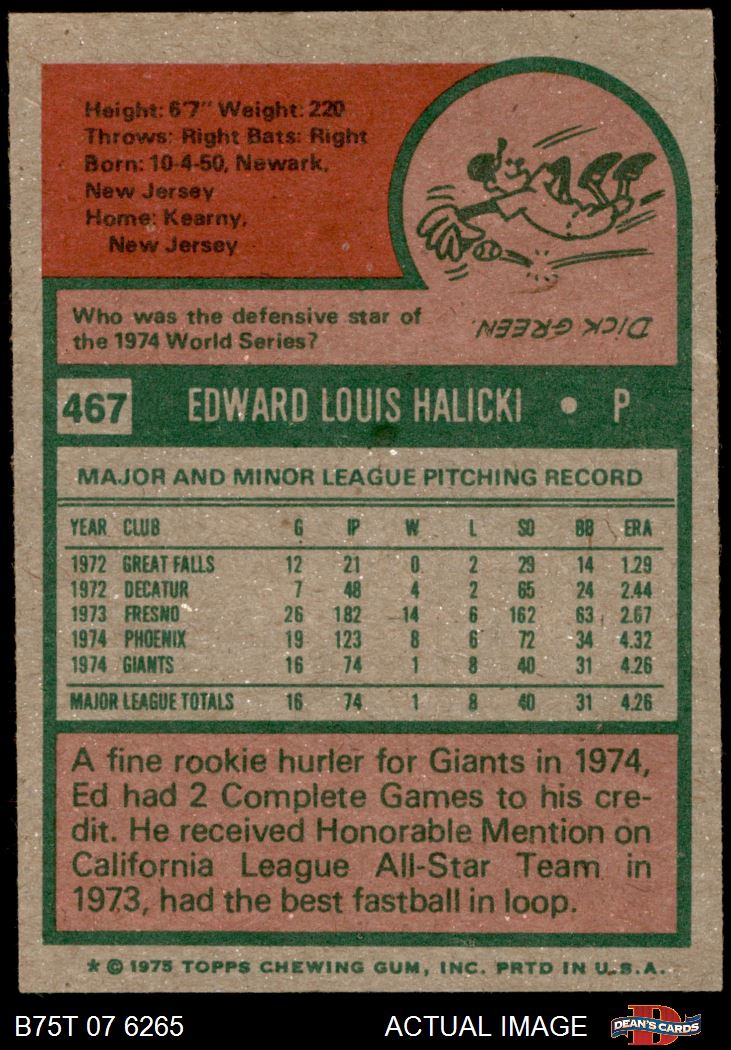 Height: 6'7" Weight: 220
Throws: Right Bats: Right
Born: 10-4-50, Newark,
New Jersey
Home: Kearny,
New Jersey
Who was the defensive star of
the 1974 World Series?
DICK GREEN.
467 EDWARD LOUIS HALICKI • P
MAJOR AND MINOR LEAGUE PITCHING RECORD
YEAR CLUB G IP W L SO BB ERA
1972 GREAT FALLS 12 21 0 2 29 14 1.29
1972 DECATUR 7 48 4 2 65 24 2.44
1973 FRESNO 26 182 14 6 162 63 2.67
1974 PHOENIX 19 123 8 6 72 34 4.32
1974 GIANTS 16 74 1 8 40 31 4.26
MAJOR LEAGUE TOTALS 16 74 1 8 40 31 4.26
A fine rookie hurler for Giants in 1974,
Ed had 2 Complete Games to his cre-
dit. He received Honorable Mention on
California League All-Star Team in
1973, had the best fastball in loop.
* © 1975 TOPPS CHEWING GUM, INC. PRTD IN U.S.A.
B75T 07 6265 ACTUAL IMAGE DEAN'S CARDS